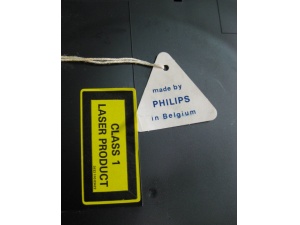 made by
PHILIPS
in Belgium
CLASS 1
LASER PRODUCT